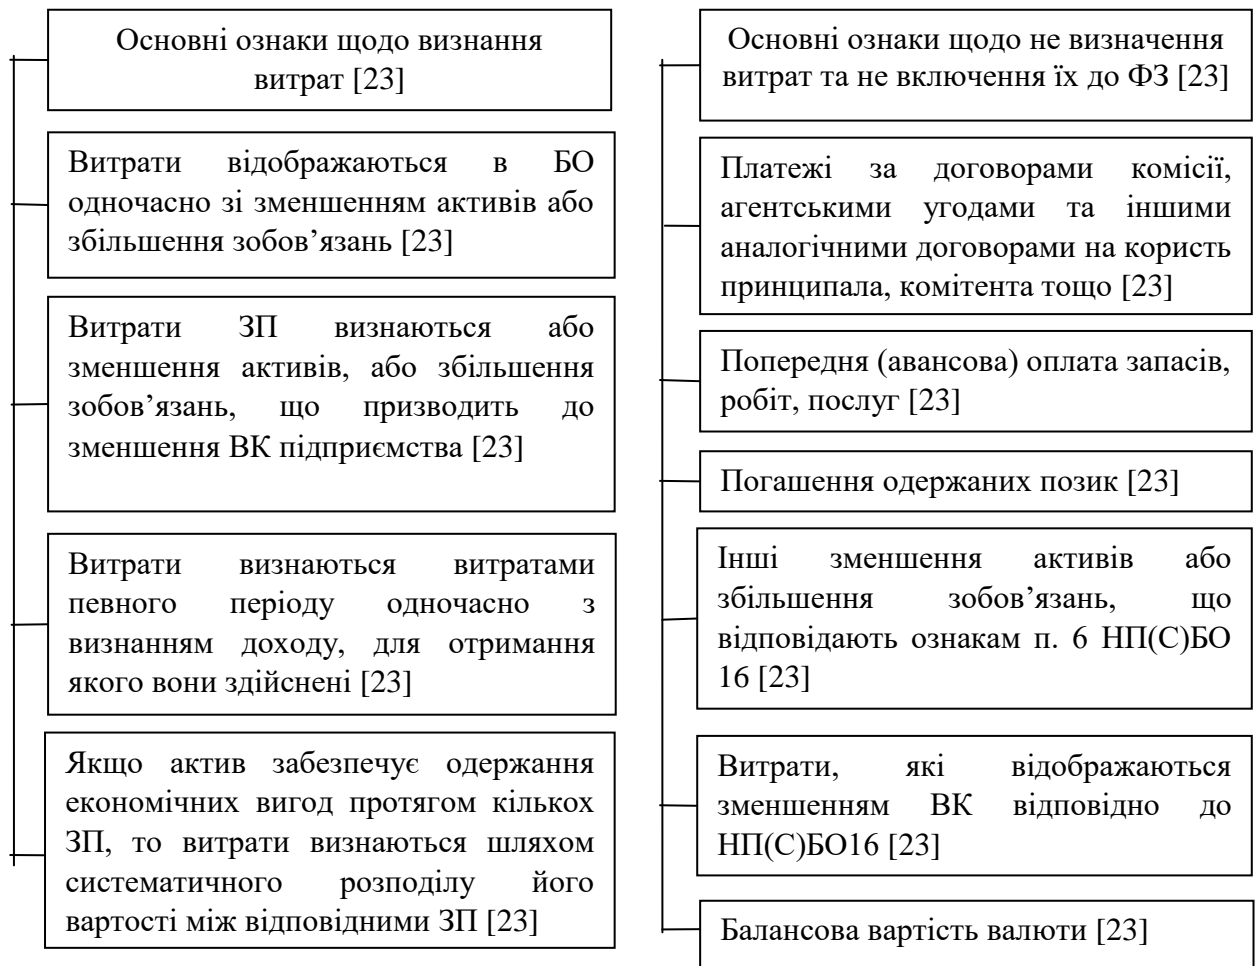 Основні ознаки щодо визнання
витрат [23]
Витрати відображаються в БО
одночасно зі зменшенням активів або
збільшення зобов’язань [23]
Витрати ЗП визнаються або
зменшення активів, або збільшення
зобов’язань, що призводить до
зменшення ВК підприємства [23]
Витрати визнаються витратами
певного періоду одночасно з
визнанням доходу, для отримання
якого вони здійснені [23]
Якщо актив забезпечує одержання
економічних вигод протягом кількох
ЗП, то витрати визнаються шляхом
систематичного розподілу його
вартості між відповідними ЗП [23]
Основні ознаки щодо не визначення
витрат та не включення їх до ФЗ [23]
Платежі за договорами комісії,
агентськими угодами та іншими
аналогічними договорами на користь
принципала, комітента тощо [23]
Попередня (авансова) оплата запасів,
робіт, послуг [23]
Погашення одержаних позик [23]
Інші зменшення активів або
збільшення зобов’язань, що
відповідають ознакам п. 6 НП(С)БО
16 [23]
Витрати, які відображаються
зменшенням ВК відповідно до
НП(С)БО16 [23]
Балансова вартість валюти [23]